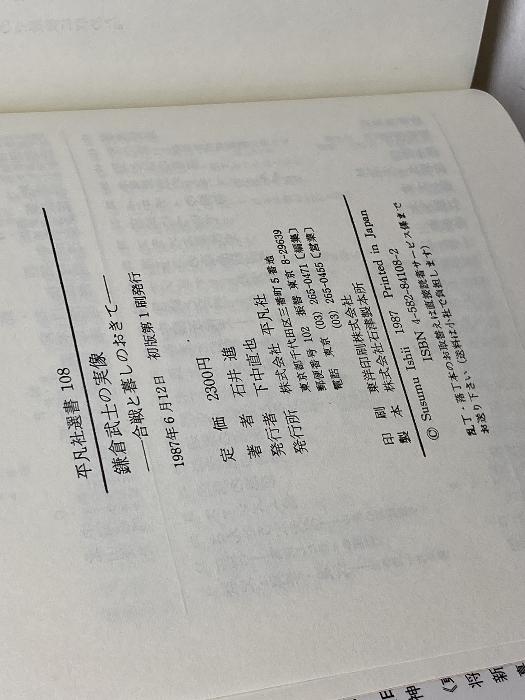 平凡社選書 108
鎌倉武士の実像
——合戦と暮しのおきて——
1987年6月12日 初版第1刷発行
定 価 2300円
著 者 石井 進
発行者 下中直也
発行所 株式会社 平凡社
東京都千代田区三番町5番地
郵便番号 102 振替 東京 8-29639
電話 東京 (03) 265-0471〔編集〕
(03) 265-0455〔営業〕
印 刷 東洋印刷株式会社
製 本 株式会社石津製本所
© Susumu Ishii 1987 Printed in Japan
ISBN 4-582-84108-2
乱丁・落丁本のお取替えは直接読者サービス係まで
お送り下さい(送料は小社で負担します)